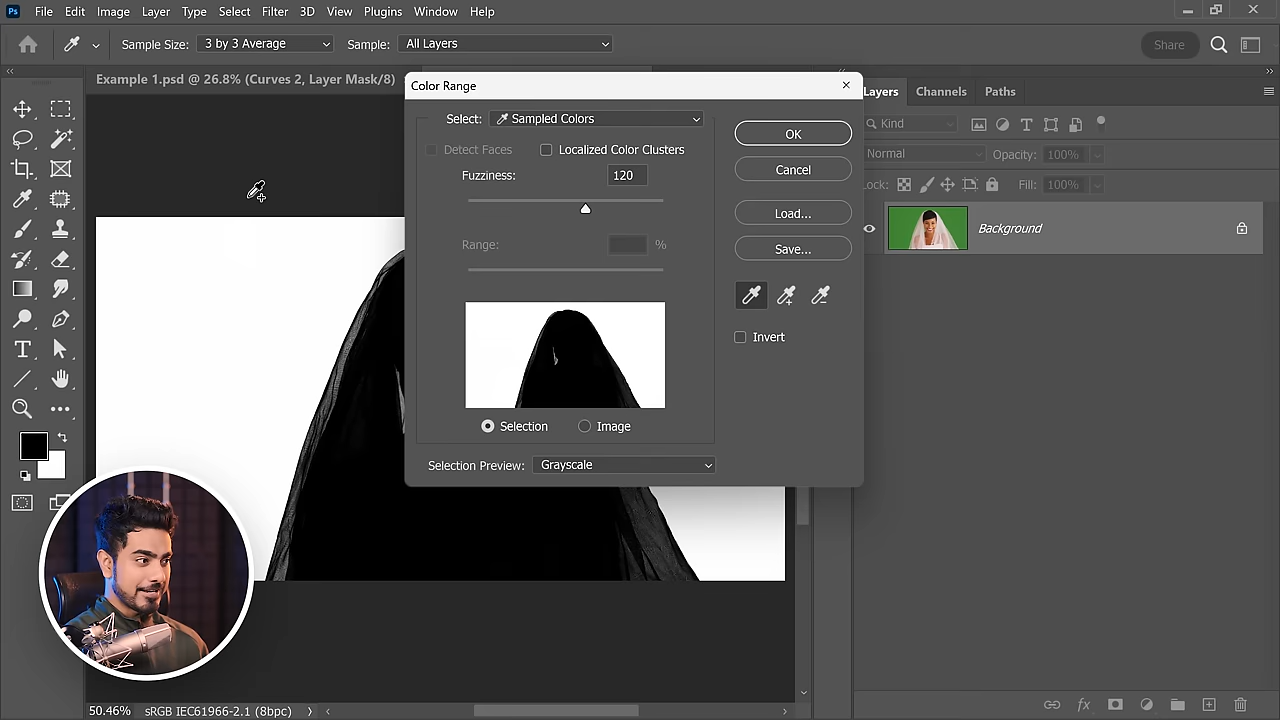 Ps File Edit Image Layer Type Select Filter 3D View Plugins Window Help
Sample Size: 3 by 3 Average Sample: All Layers Share
Example 1.psd @ 26.8% (Curves 2, Layer Mask/8)
Color Range
Layers Channels Paths
Select: Sampled Colors
OK
Kind
Detect Faces Localized Color Clusters
Normal Opacity: 100%
Fuzziness: 120
Cancel
Lock: Fill: 100%
Load...
Background
Range: %
Save...
Invert
Selection Image
Selection Preview: Grayscale
50.46% sRGB IEC61966-2.1 (8bpc)
fx